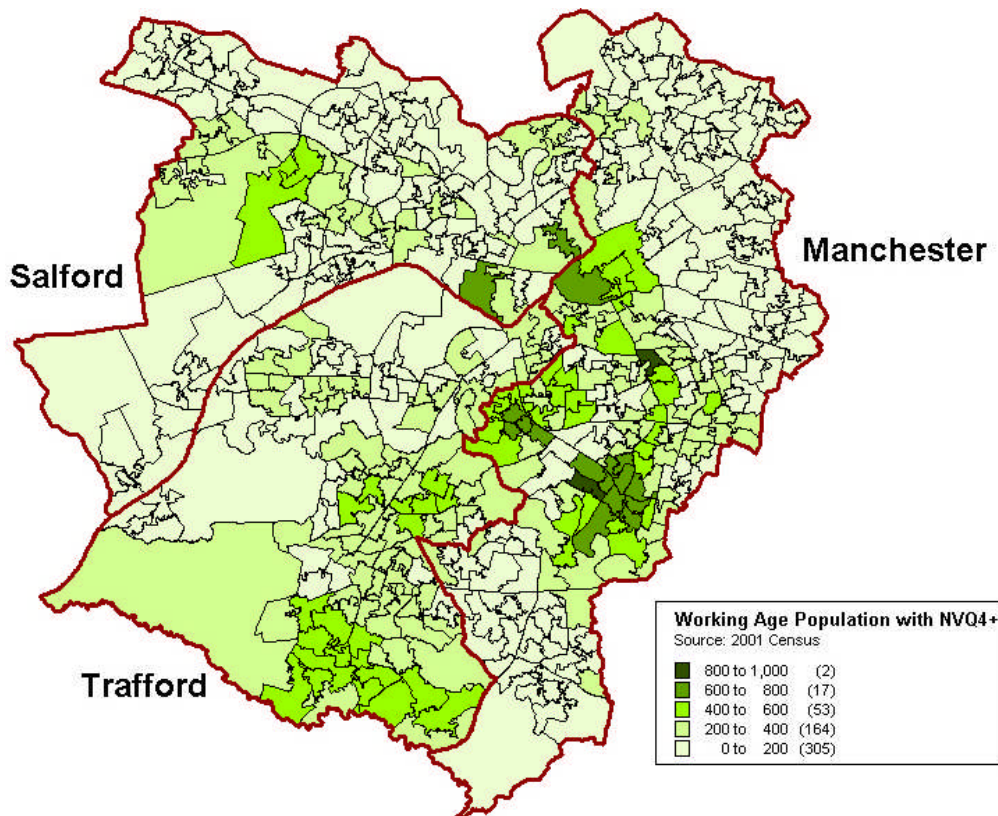 Manchester
Salford
Trafford
Working Age Population with NVQ4+
Source: 2001 Census
800 to 1,000 (2)
600 to 800 (17)
400 to 600 (53)
200 to 400 (164)
0 to 200 (305)